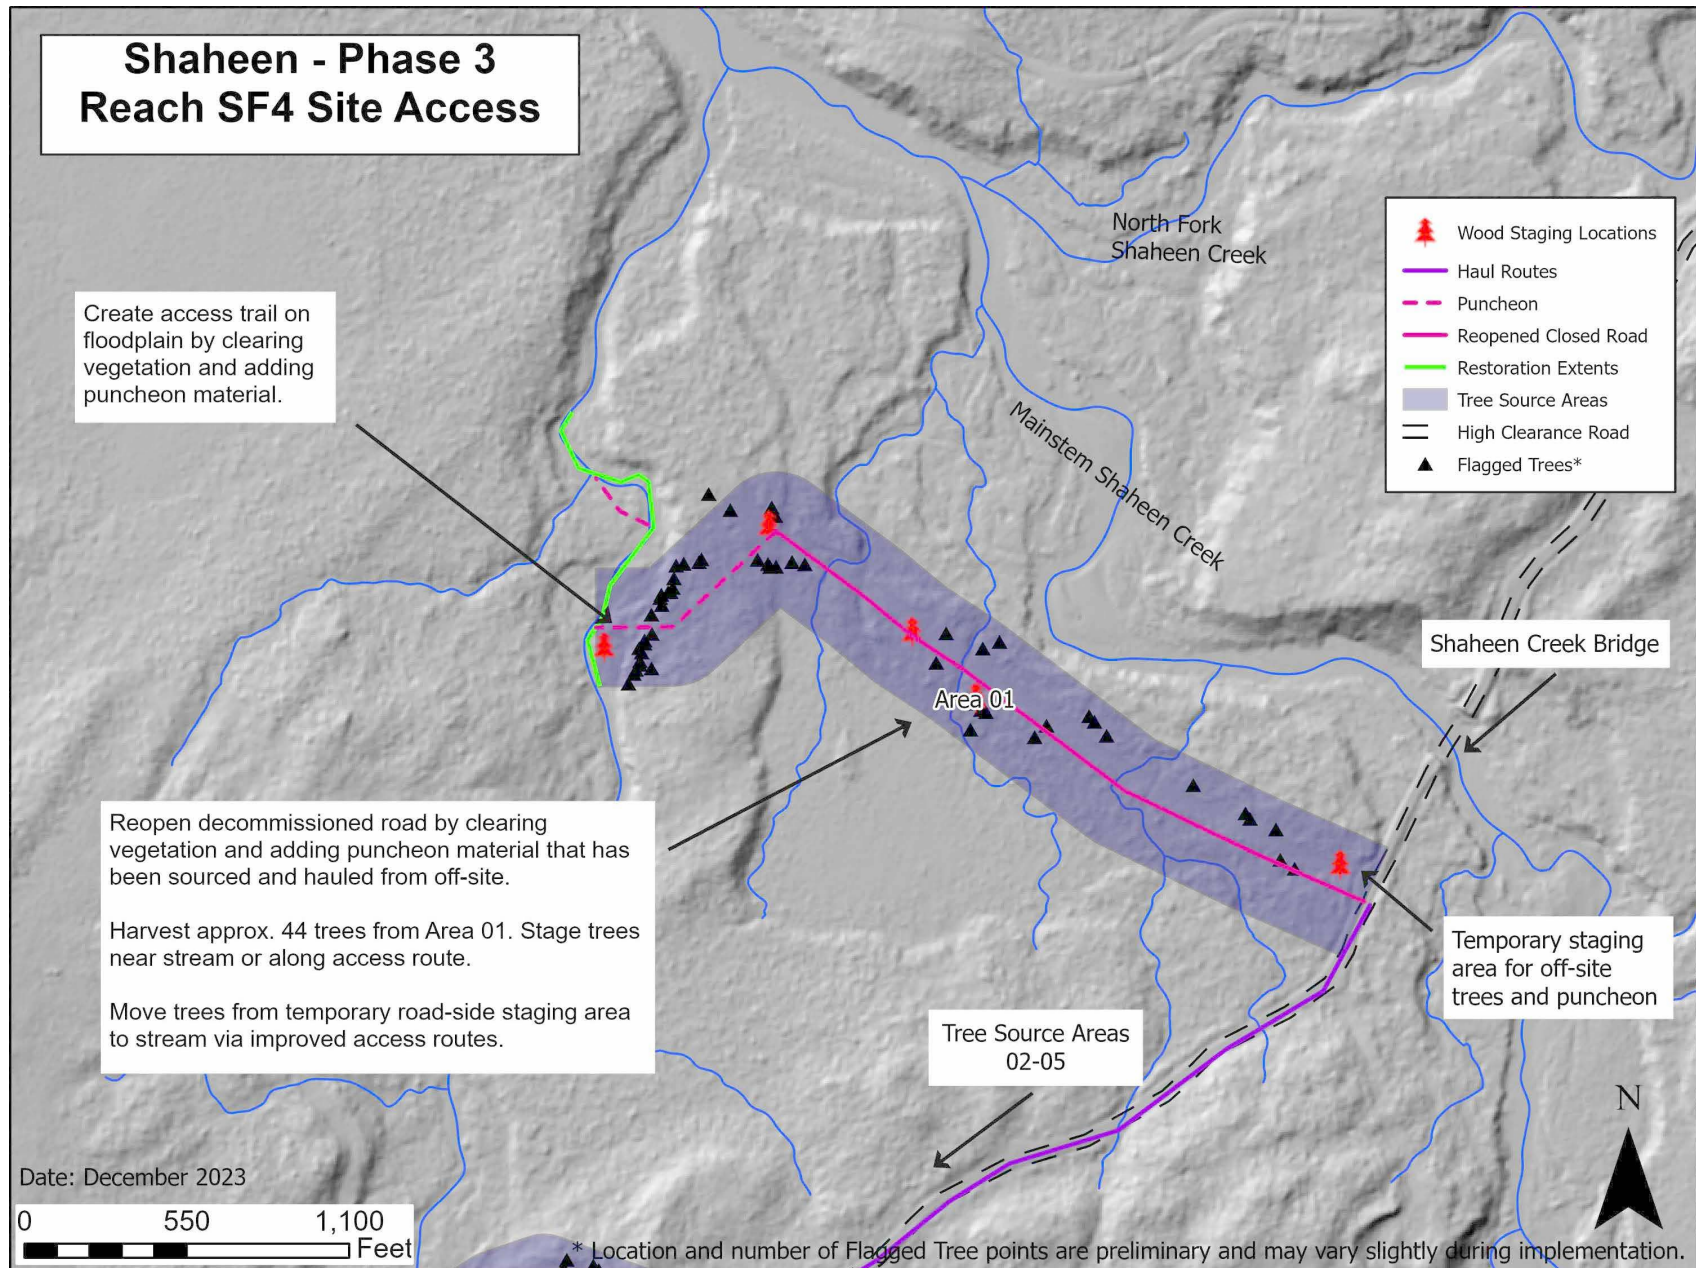 Shaheen - Phase 3
Reach SF4 Site Access
North Fork
Shaheen Creek
Wood Staging Locations
Haul Routes
Puncheon
Reopened Closed Road
Restoration Extents
Tree Source Areas
High Clearance Road
Flagged Trees*
Create access trail on
floodplain by clearing
vegetation and adding
puncheon material.
Mainstem Shaheen Creek
Shaheen Creek Bridge
Area 01
Reopen decommissioned road by clearing
vegetation and adding puncheon material that has
been sourced and hauled from off-site.
Harvest approx. 44 trees from Area 01. Stage trees
near stream or along access route.
Move trees from temporary road-side staging area
to stream via improved access routes.
Temporary staging
area for off-site
trees and puncheon
Tree Source Areas
02-05
N
Date: December 2023
0 550 1,100
Feet
* Location and number of Flagged Tree points are preliminary and may vary slightly during implementation.